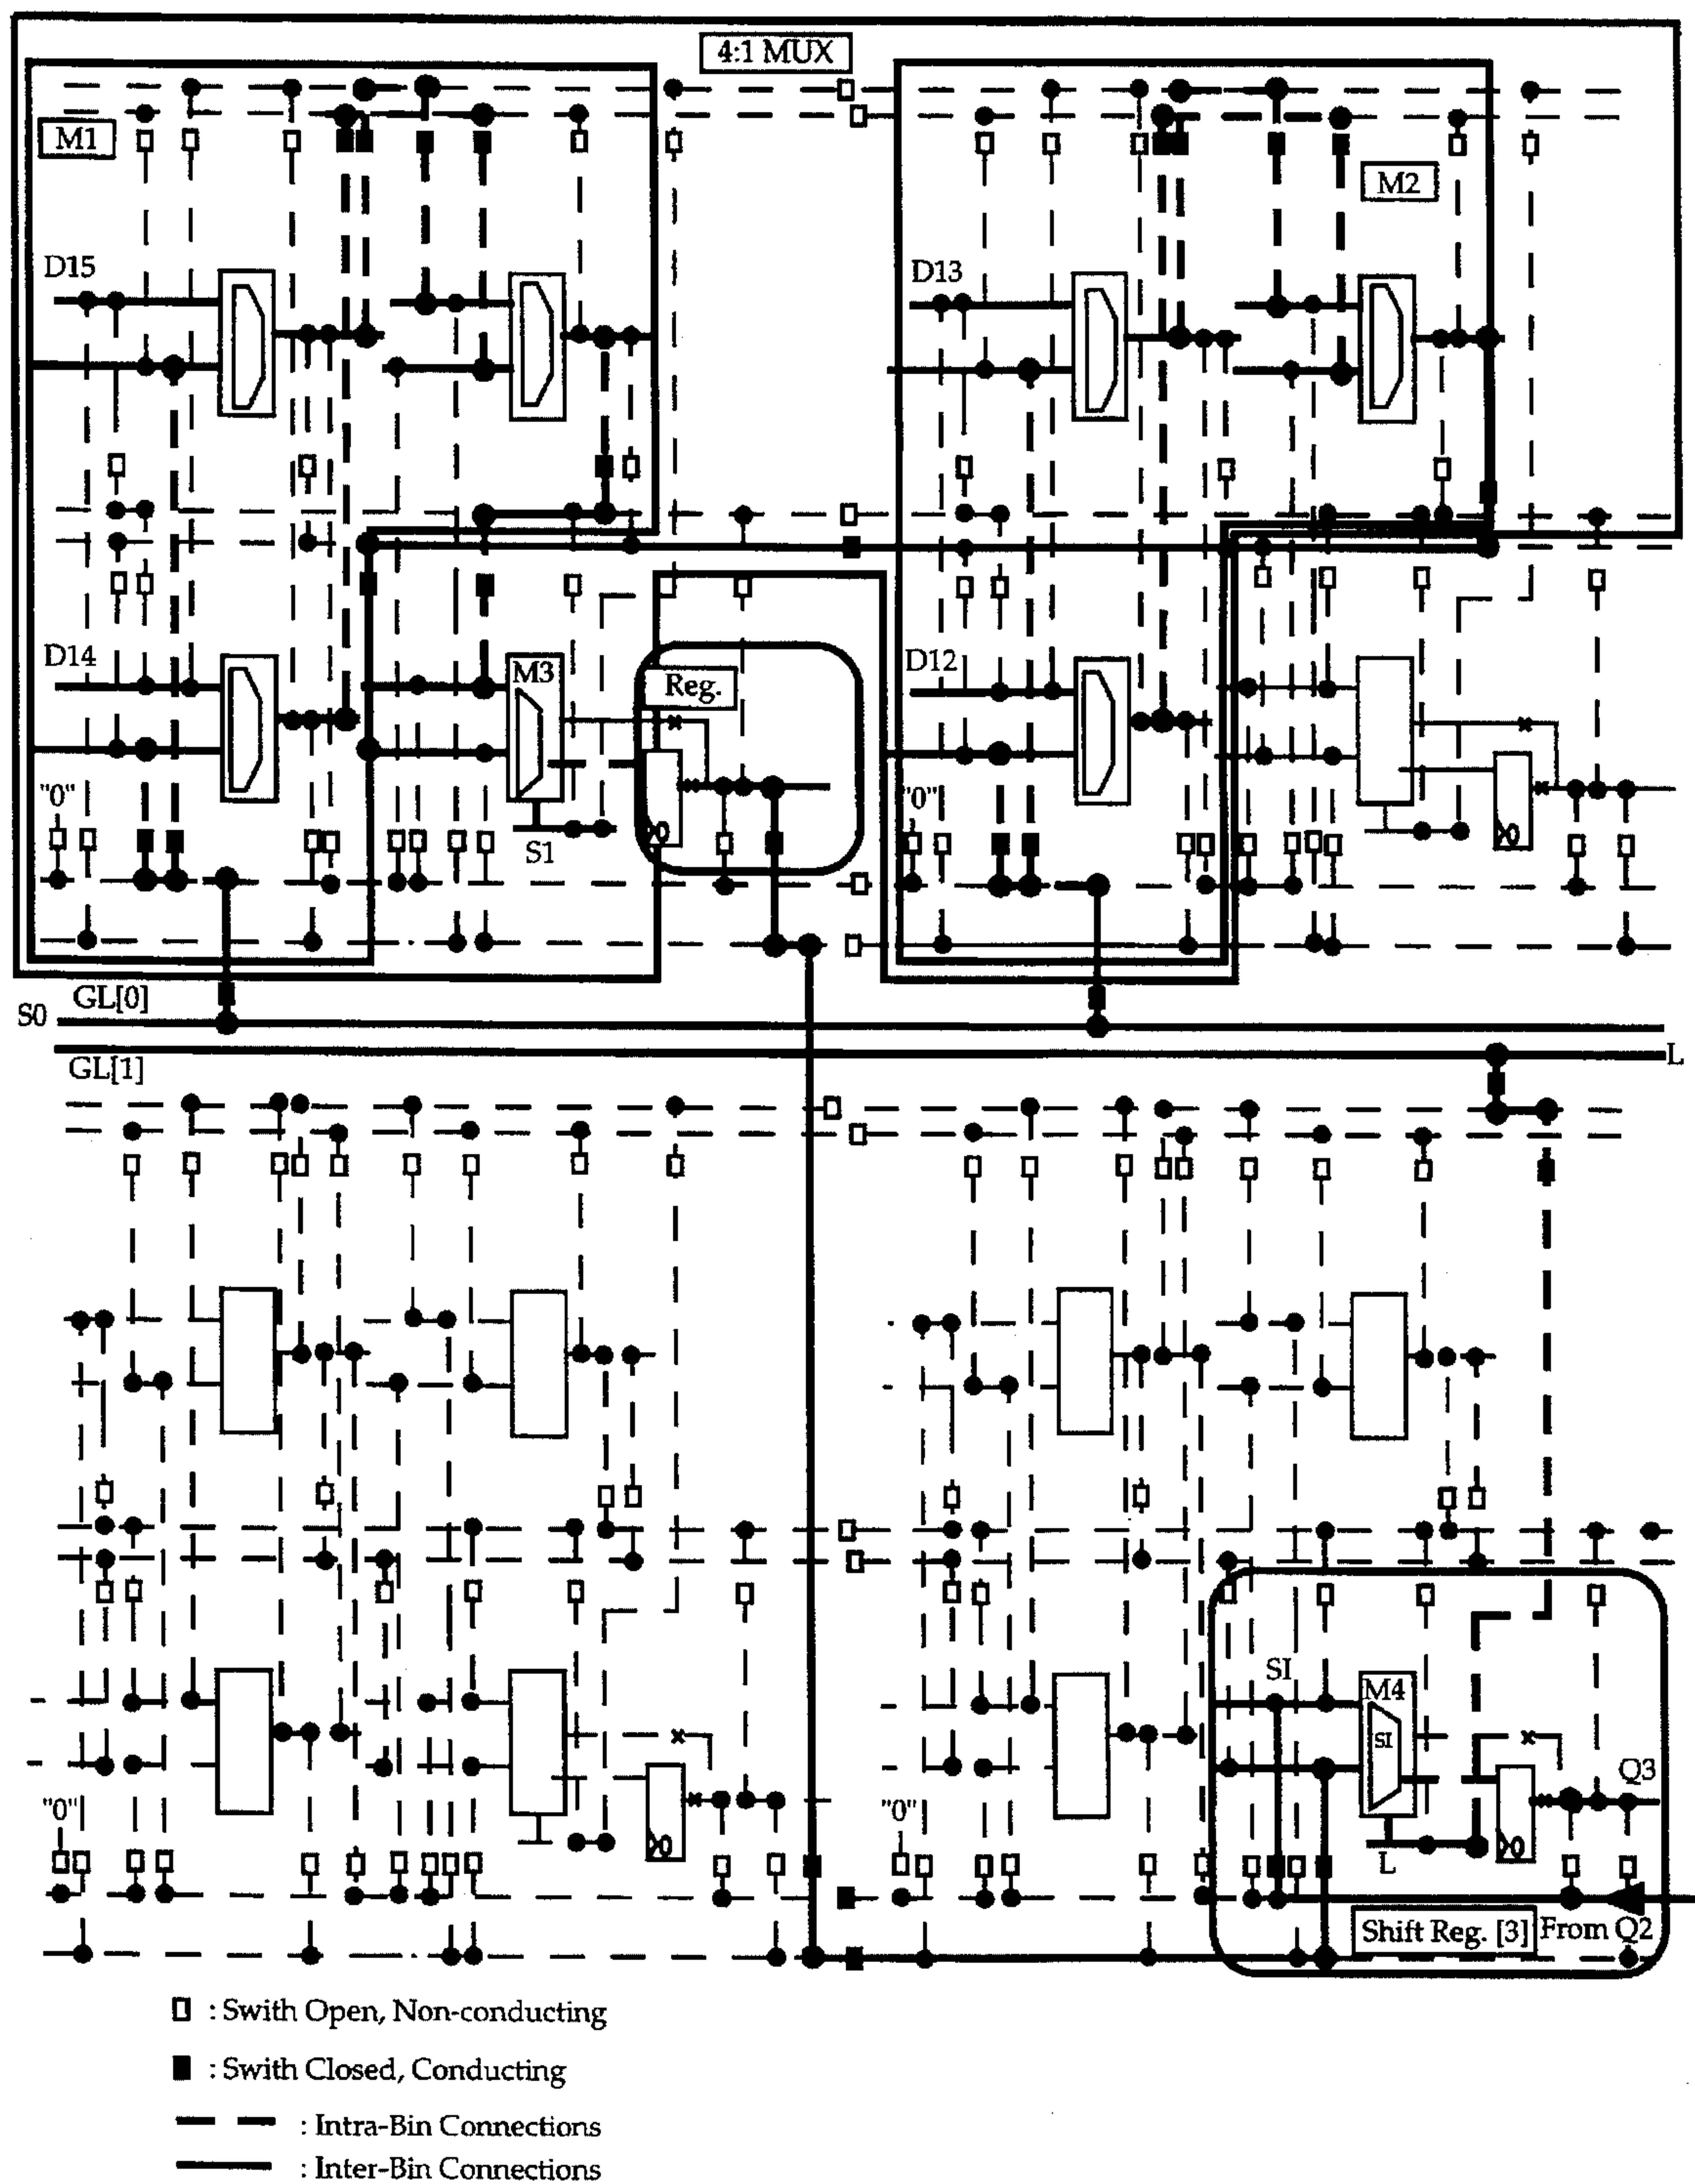 4:1 MUX
M1
M2
D15
D13
D14
M3
Reg.
D12
"0"
"0"
S1
GL[0]
S0
GL[1]
L
SI
M4
SI
Q3
"0"
"0"
L
Shift Reg. [3]
From Q2
: Swith Open, Non-conducting
: Swith Closed, Conducting
: Intra-Bin Connections
: Inter-Bin Connections